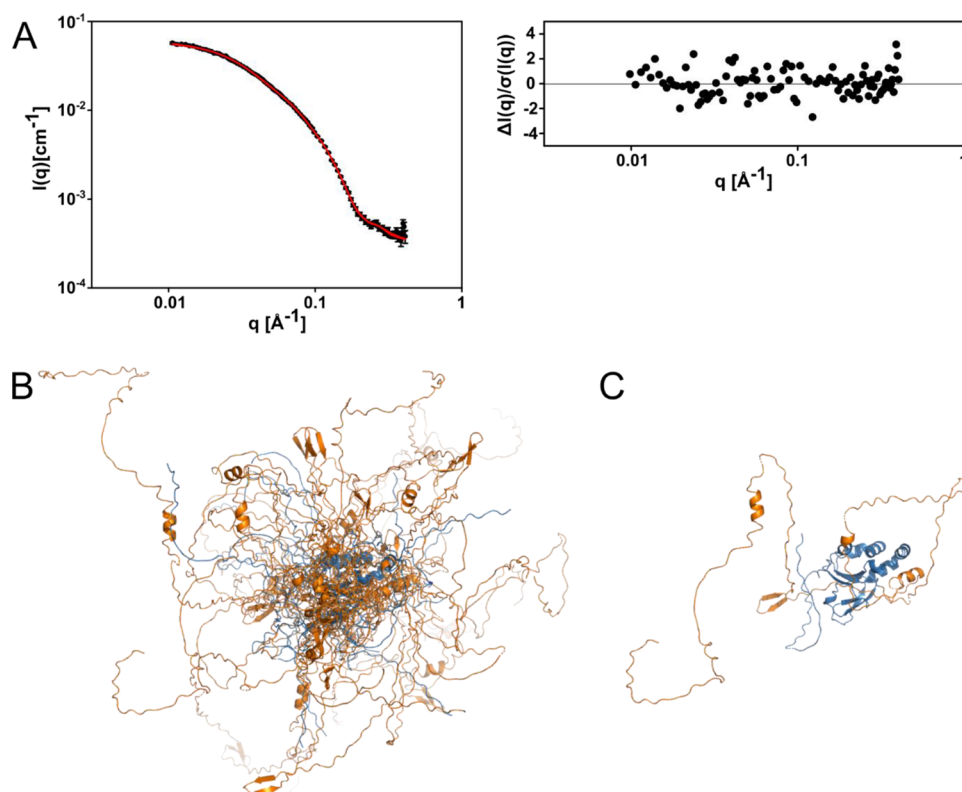 A
I(q)[cm⁻¹]
10⁻¹
10⁻²
10⁻³
10⁻⁴
0.01
0.1
1
q [Å⁻¹]
ΔI(q)/σ(I(q))
4
2
0
-2
-4
0.01
0.1
1
q [Å⁻¹]
B
C